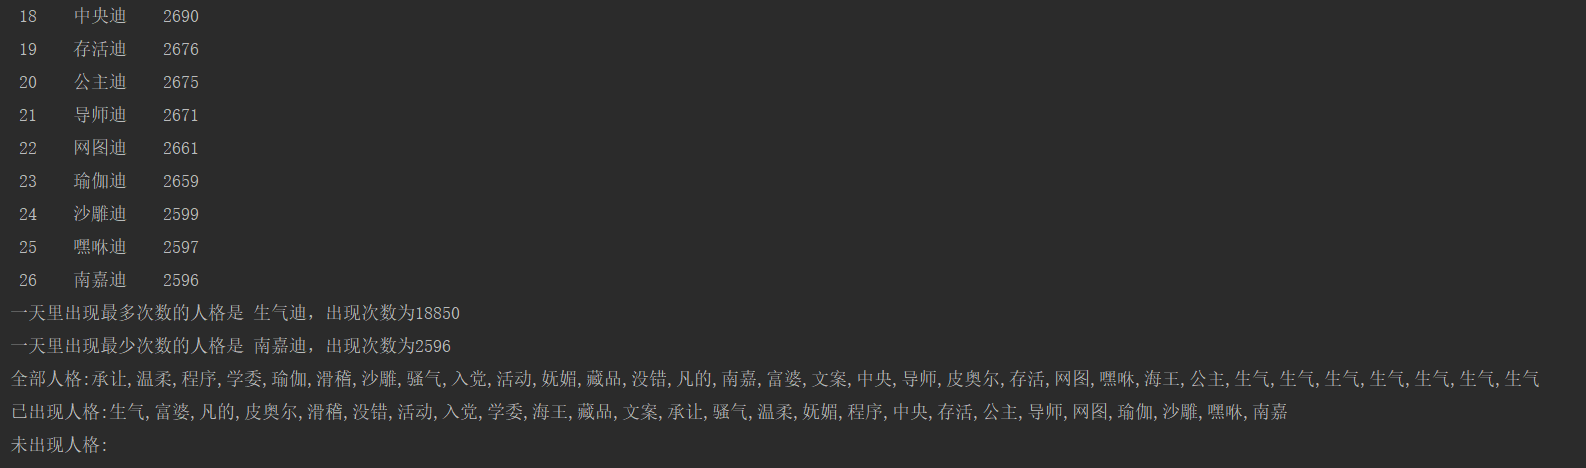 18 中央迪 2690
19 存活迪 2676
20 公主迪 2675
21 导师迪 2671
22 网图迪 2661
23 瑜伽迪 2659
24 沙雕迪 2599
25 嘿咻迪 2597
26 南嘉迪 2596
一天里出现最多次数的人格是 生气迪，出现次数为18850
一天里出现最少次数的人格是 南嘉迪，出现次数为2596
全部人格:承让,温柔,程序,学委,瑜伽,滑稽,沙雕,骚气,入党,活动,妩媚,藏品,没错,凡的,南嘉,富婆,文案,中央,导师,皮奥尔,存活,网图,嘿咻,海王,公主,生气,生气,生气,生气,生气,生气,生气
已出现人格:生气,富婆,凡的,皮奥尔,滑稽,没错,活动,入党,学委,海王,藏品,文案,承让,骚气,温柔,妩媚,程序,中央,存活,公主,导师,网图,瑜伽,沙雕,嘿咻,南嘉
未出现人格: